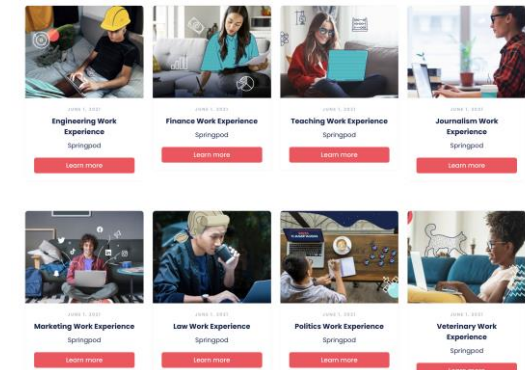 JUNE 1, 2021
Engineering Work
Experience
Springpod
Learn more
JUNE 1, 2021
Finance Work Experience
Springpod
Learn more
JUNE 1, 2021
Teaching Work Experience
Springpod
Learn more
JUNE 1, 2021
Journalism Work
Experience
Springpod
Learn more
JUNE 1, 2021
Marketing Work Experience
Springpod
Learn more
JUNE 1, 2021
Law Work Experience
Springpod
Learn more
JUNE 1, 2021
Politics Work Experience
Springpod
Learn more
JUNE 1, 2021
Veterinary Work
Experience
Springpod
Learn more